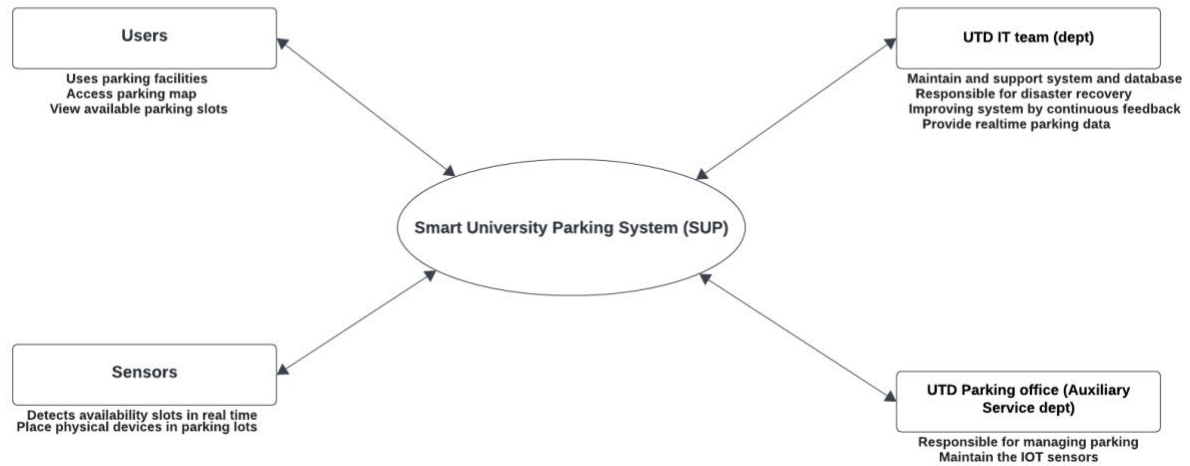 Users
Uses parking facilities
Access parking map
View available parking slots
UTD IT team (dept)
Maintain and support system and database
Responsible for disaster recovery
Improving system by continuous feedback
Provide realtime parking data
Smart University Parking System (SUP)
Sensors
Detects availability slots in real time
Place physical devices in parking lots
UTD Parking office (Auxiliary
Service dept)
Responsible for managing parking
Maintain the IOT sensors